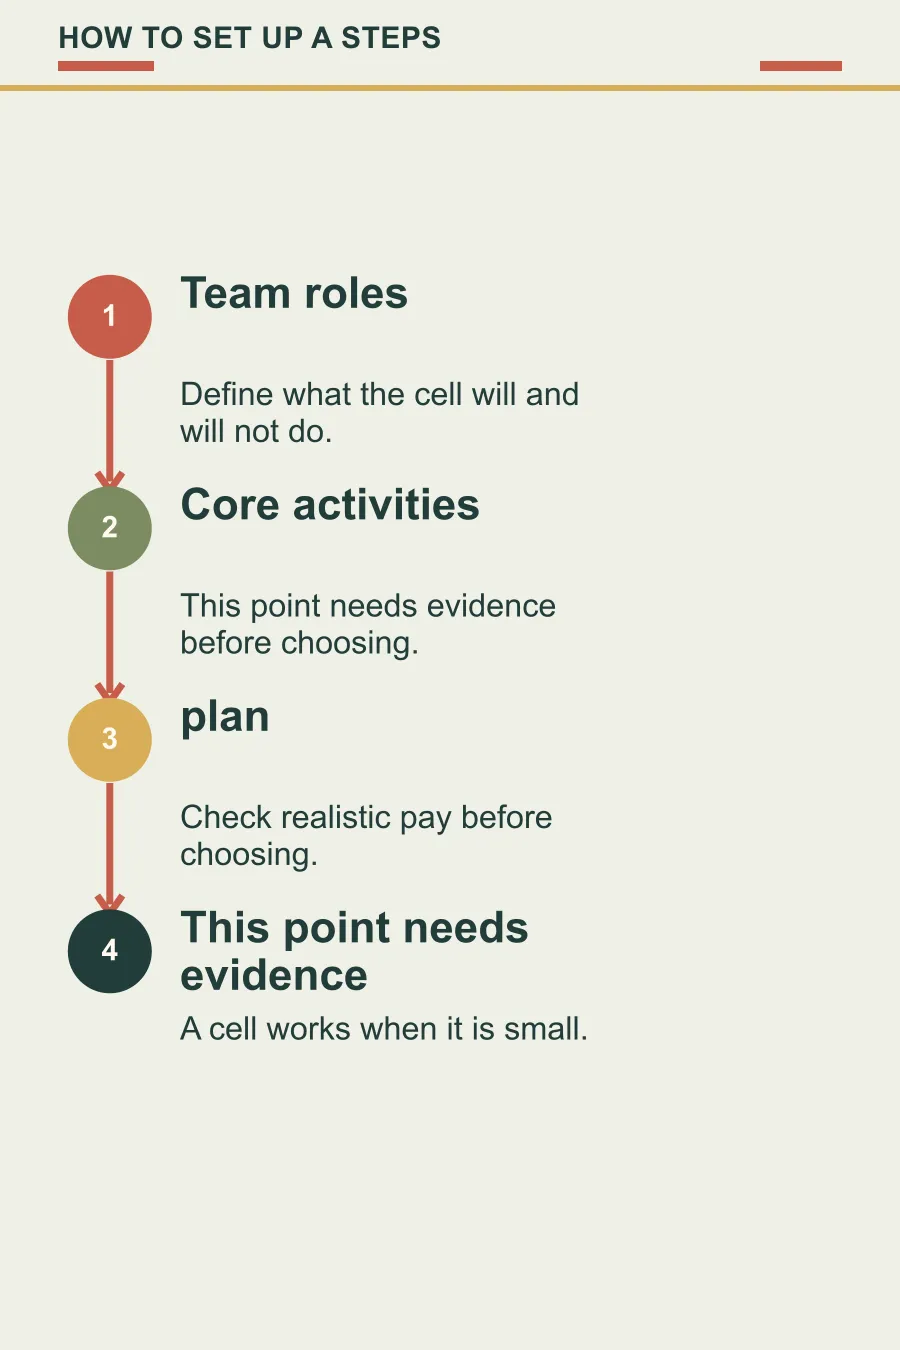 HOW TO SET UP A STEPS
1
Team roles
Define what the cell will and
will not do.
2
Core activities
This point needs evidence
before choosing.
3
plan
Check realistic pay before
choosing.
4
This point needs
evidence
A cell works when it is small.